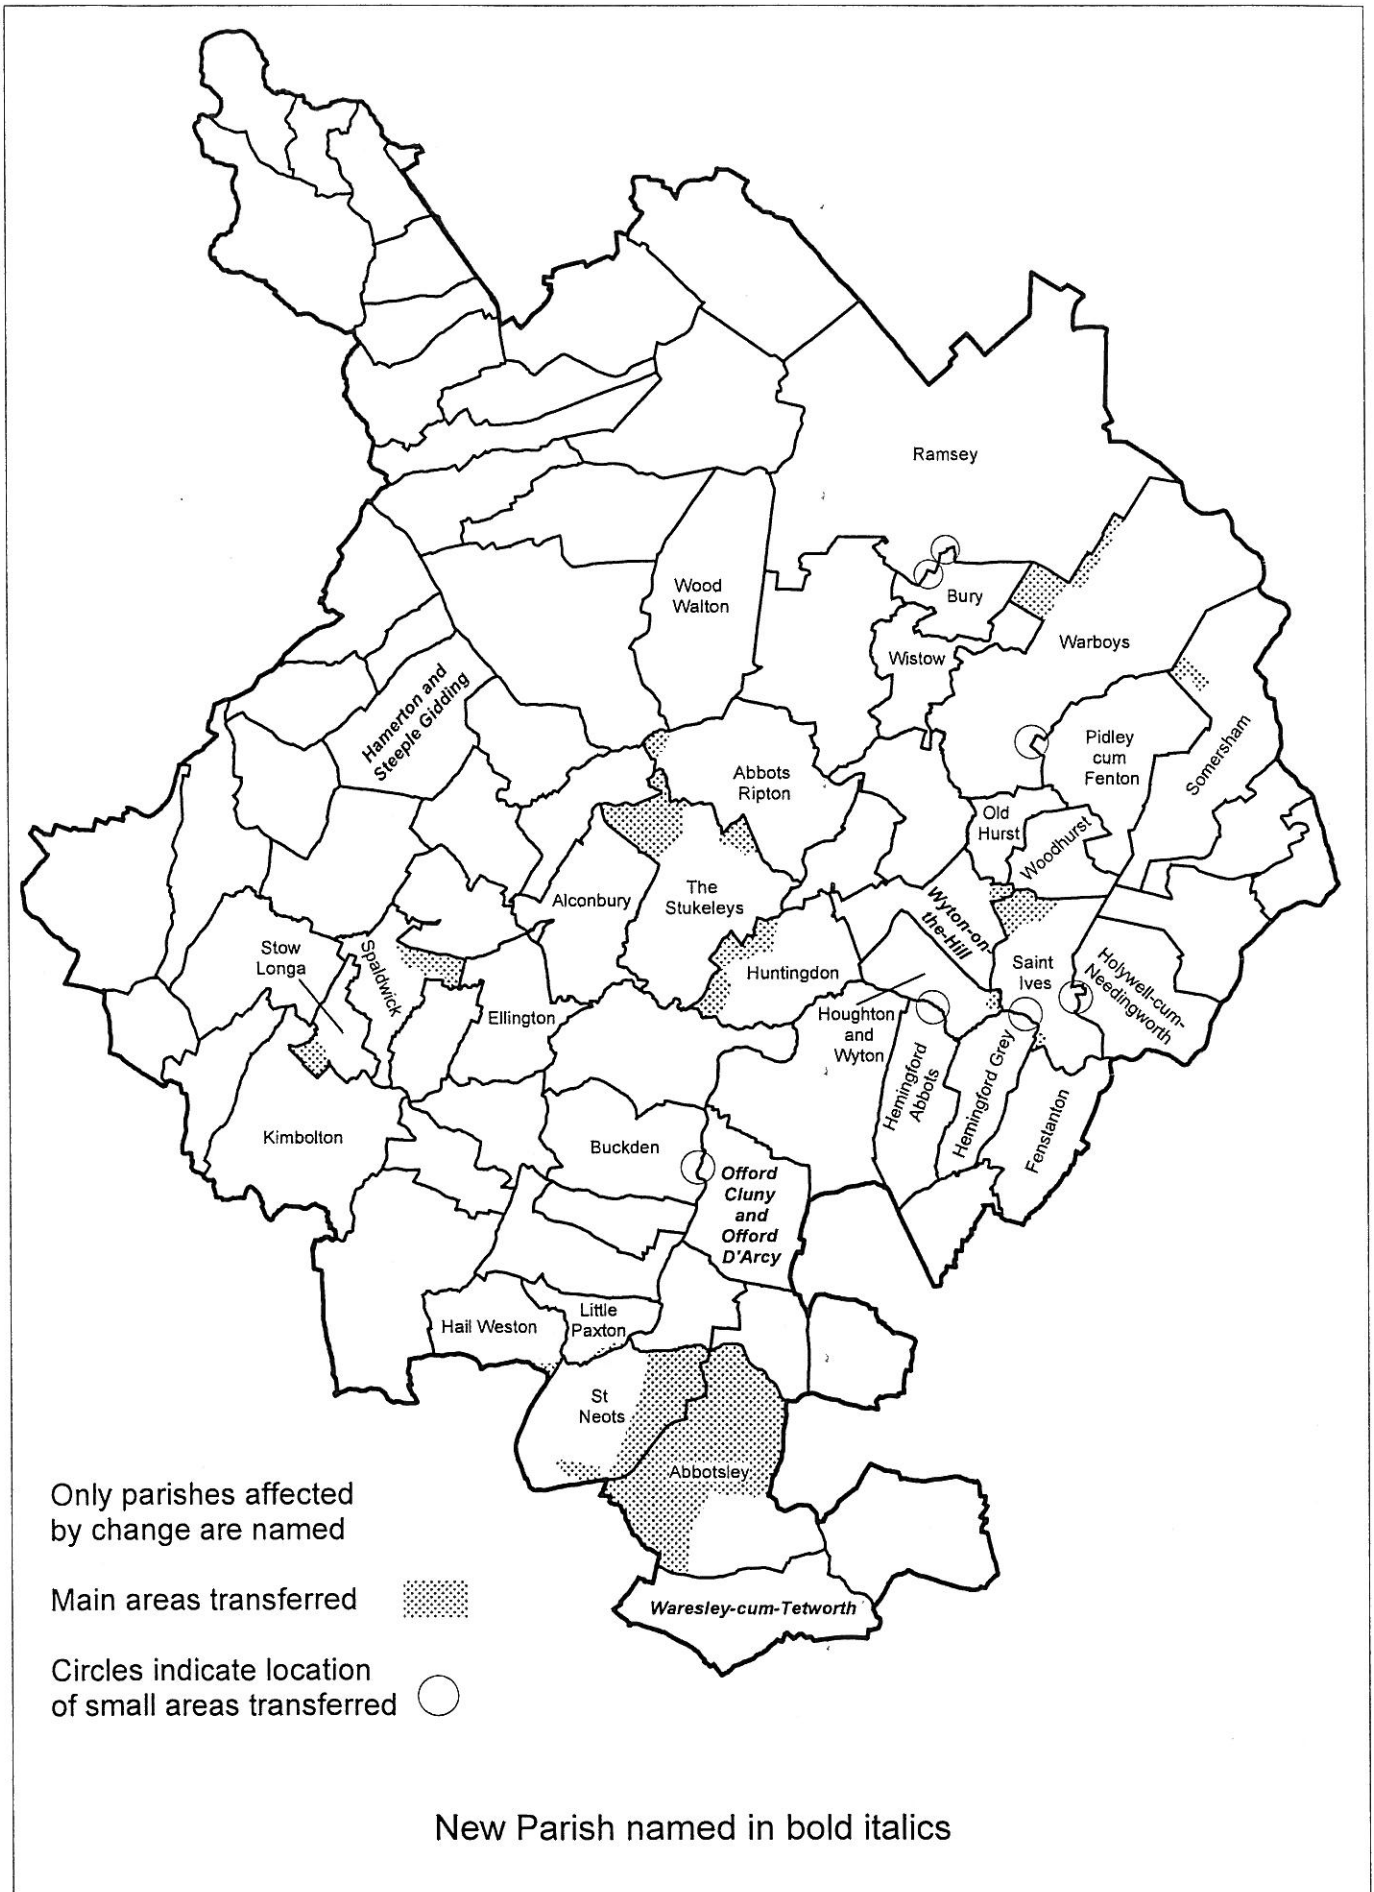 Ramsey
Wood
Walton
Bury
Wistow
Warboys
Hamerton and
Steeple Gidding
Abbots
Ripton
Pidley
cum
Fenton
Somersham
Old
Hurst
Woodhurst
Alconbury
The
Stukeleys
Wyton-on-
the-Hill
Stow
Longa
Spaldwick
Huntingdon
Saint
Ives
Holywell-cum-
Needingworth
Ellington
Houghton
and
Wyton
Hemingford
Abbots
Hemingford Grey
Fenstanton
Kimbolton
Buckden
Offord
Cluny
and
Offord
D'Arcy
Hail Weston
Little
Paxton
St
Neots
Abbotsley
Waresley-cum-Tetworth
Only parishes affected
by change are named
Main areas transferred
Circles indicate location
of small areas transferred
New Parish named in bold italics